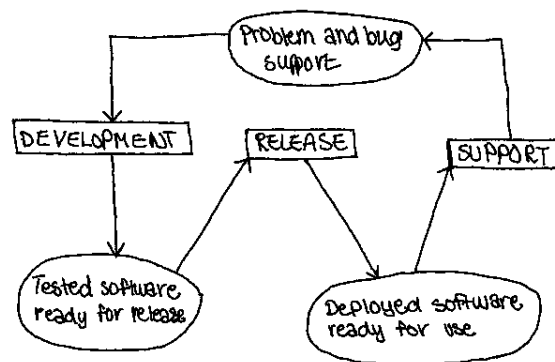 Problem and bug
support
DEVELOPMENT
RELEASE
SUPPORT
Tested software
ready for release
Deployed software
ready for use